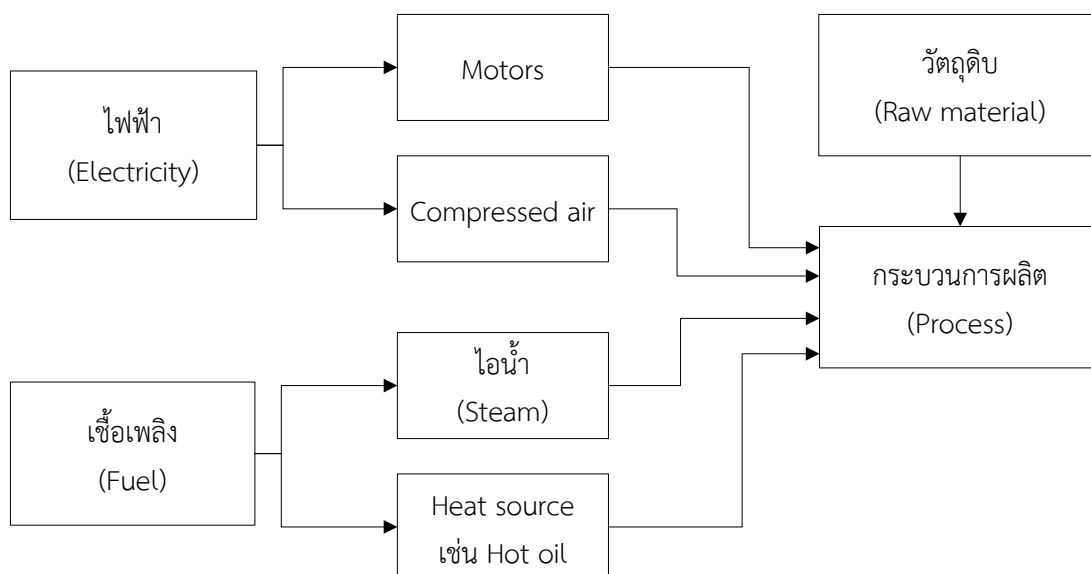 ไฟฟ้า
(Electricity)
Motors
Compressed air
วัตถุดิบ
(Raw material)
กระบวนการผลิต
(Process)
เชื้อเพลิง
(Fuel)
ไอน้ำ
(Steam)
Heat source
เช่น Hot oil